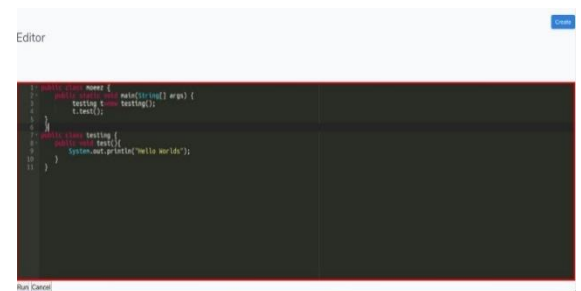 Create
Editor
1 public class Moeez {
2 public static void main(String[] args) {
3 testing t=new testing();
4 t.test();
5 }
6 }
7 public class testing {
8 public void test(){
9 System.out.println("Hello Worlds");
10 }
11 }
Run Cancel